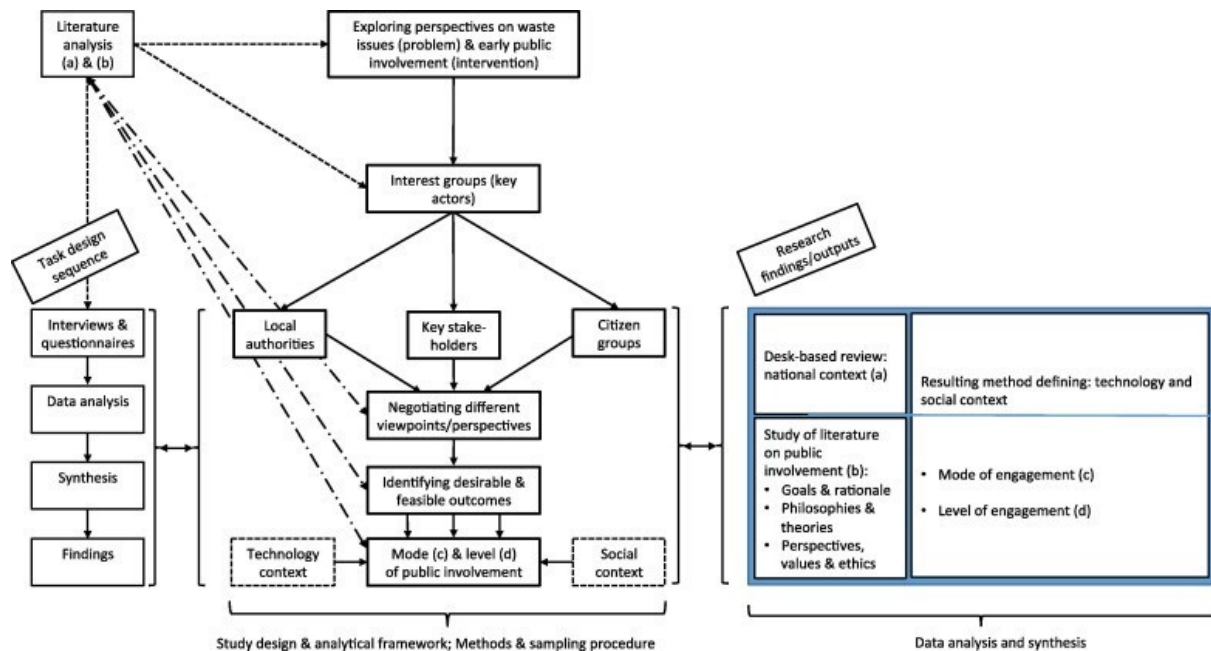 Literature
analysis
(a) & (b)
Exploring perspectives on waste
issues (problem) & early public
involvement (intervention)
Interest groups (key
actors)
Task design
sequence
Research
findings/outputs
Interviews &
questionnaires
Data analysis
Synthesis
Findings
Local
authorities
Key stake-
holders
Citizen
groups
Negotiating different
viewpoints/perspectives
Identifying desirable &
feasible outcomes
Technology
context
Mode (c) & level (d)
of public involvement
Social
context
Desk-based review:
national context (a)
Resulting method defining: technology and
social context
Study of literature
on public
involvement (b):
• Goals & rationale
• Philosophies &
theories
• Perspectives,
values & ethics
• Mode of engagement (c)
• Level of engagement (d)
Study design & analytical framework; Methods & sampling procedure
Data analysis and synthesis